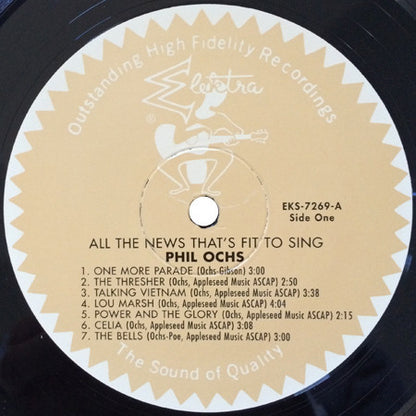 Outstanding High Fidelity Recordings
Elektra
®
EKS-7269-A
Side One
ALL THE NEWS THAT'S FIT TO SING
PHIL OCHS
1. ONE MORE PARADE (Ochs-Gibson) 3:00
2. THE THRESHER (Ochs, Appleseed Music ASCAP) 2:50
3. TALKING VIETNAM (Ochs, Appleseed Music ASCAP) 3:38
4. LOU MARSH (Ochs, Appleseed Music ASCAP) 4:04
5. POWER AND THE GLORY (Ochs, Appleseed Music ASCAP) 2:15
6. CELIA (Ochs, Appleseed Music ASCAP) 3:08
7. THE BELLS (Ochs-Poe, Appleseed Music ASCAP) 3:00
The Sound of Quality